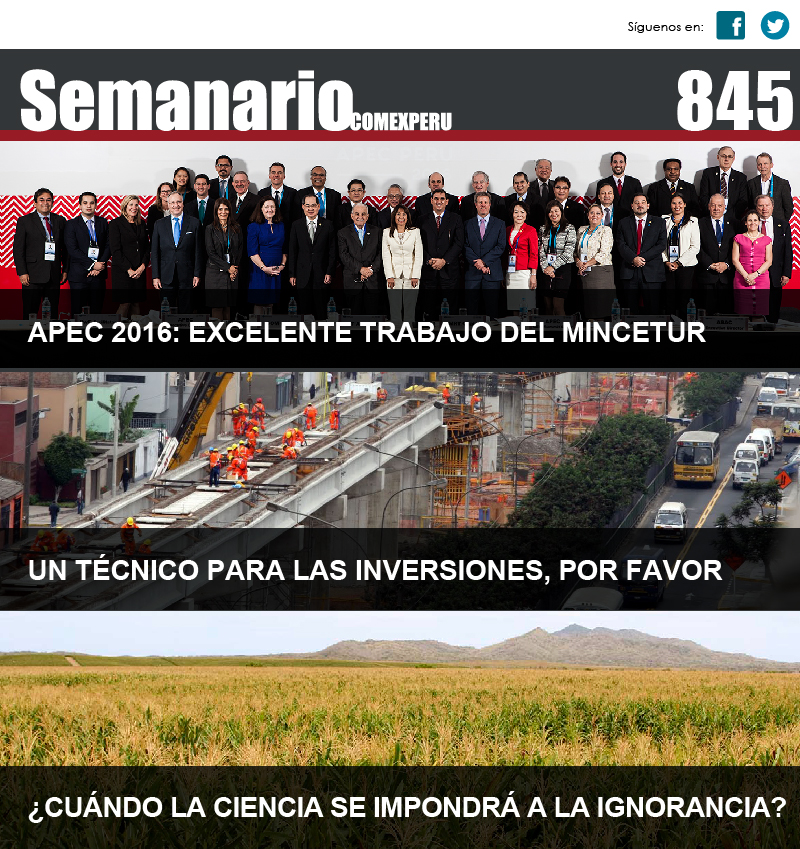 Síguenos en:
Semanario COMEXPERU 845
APEC 2016: EXCELENTE TRABAJO DEL MINCETUR
UN TÉCNICO PARA LAS INVERSIONES, POR FAVOR
¿CUÁNDO LA CIENCIA SE IMPONDRÁ A LA IGNORANCIA?